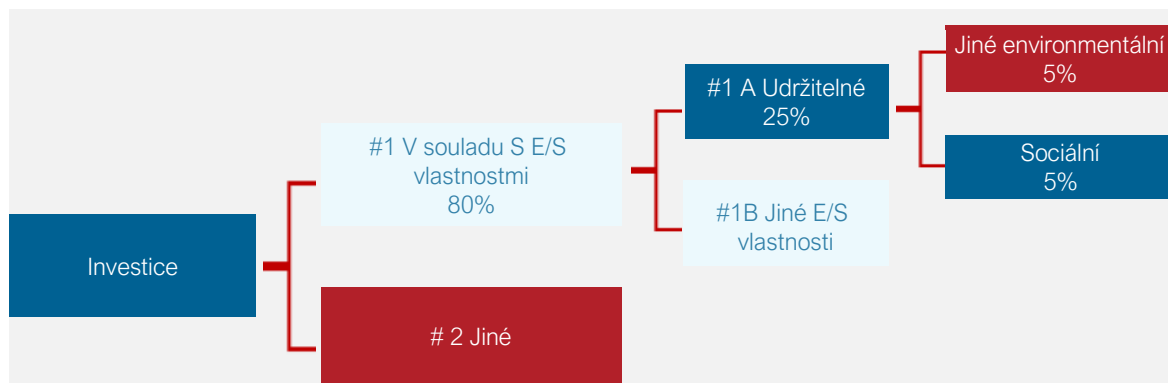 Investice
#1 V souladu S E/S
vlastnostmi
80%
# 2 Jiné
#1 A Udržitelné
25%
#1B Jiné E/S
vlastnosti
Jiné environmentální
5%
Sociální
5%